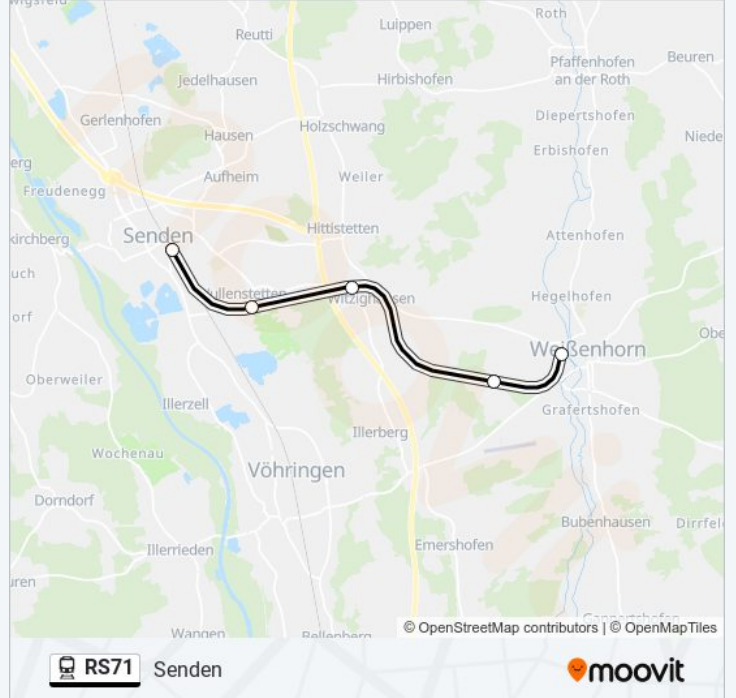 Roth
Luippen
Reutti
Pfaffenhofen
an der Roth
Beuren
Jedelhausen
Hirbishofen
Gerlenhofen
Holzschwang
Diepertshofen
Hausen
Niede
Erbishofen
erg
Freudenegg
Aufheim
Weiler
kirchberg
Senden
Hittistetten
Attenhofen
uch
ullenstetten
Witzighausen
Hegelhofen
orf
Obe
Weißenhorn
Oberweiler
Illerzell
Grafertshofen
Illerberg
Wochenau
Vöhringen
Dorndorf
Bubenhausen
Dirrfel
Illerrieden
Emershofen
uren
Wangen
Bellenberg
© OpenStreetMap contributors | © OpenMapTiles
RS71 Senden
moovit